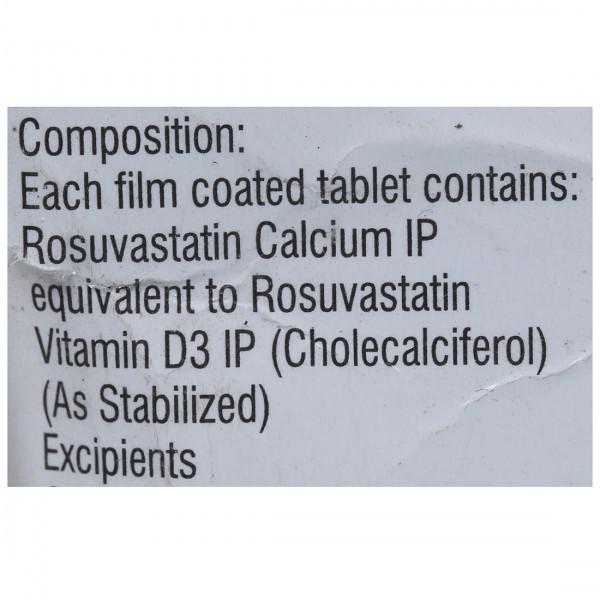 Composition:
Each film coated tablet contains:
Rosuvastatin Calcium IP
equivalent to Rosuvastatin
Vitamin D3 IP (Cholecalciferol)
(As Stabilized)
Excipients